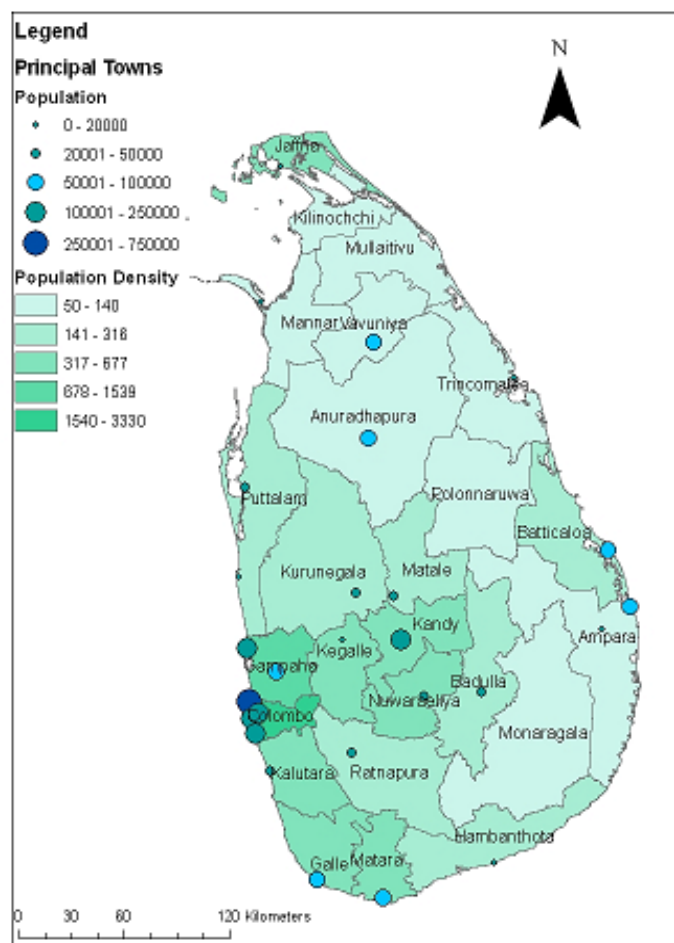 Legend
N
Principal Towns
Population
0 - 20000
20001 - 50000
50001 - 100000
100001 - 250000
250001 - 750000
Population Density
50 - 140
141 - 316
317 - 677
678 - 1539
1540 - 3330
Jaffna
Kilinochchi
Mullaitivu
Mannar
Vavuniya
Trincomalee
Anuradhapura
Puttalam
Polonnaruwa
Batticaloa
Kurunegala
Matale
Kandy
Kegalle
Ampara
Gampaha
Nuwaraeliya
Badulla
Colombo
Monaragala
Kalutara
Ratnapura
Hambanthota
Galle
Matara
0 30 60 120 Kilometers